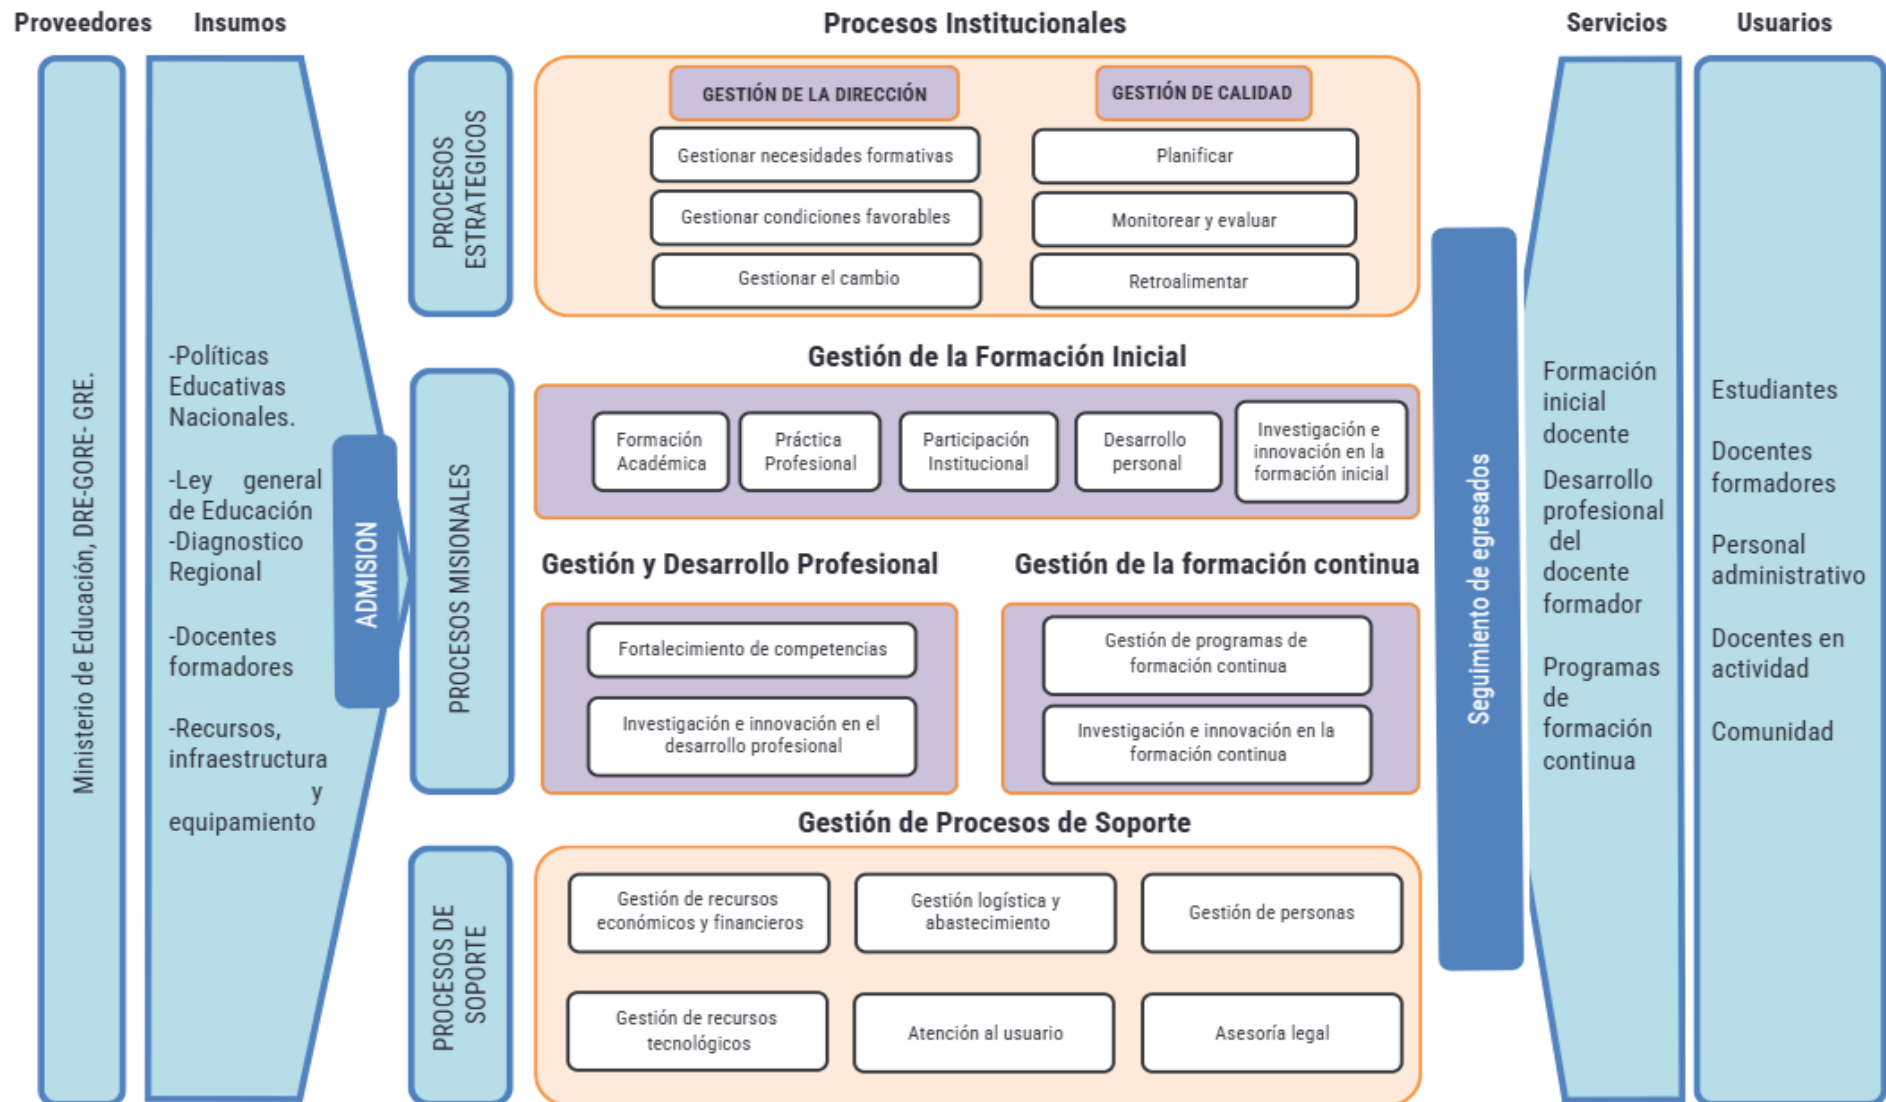 Proveedores
Insumos
Procesos Institucionales
Servicios
Usuarios
Ministerio de Educación, DRE-GORE- GRE.
-Políticas
Educativas
Nacionales.
-Ley general
de Educación
-Diagnostico
Regional
-Docentes
formadores
-Recursos,
infraestructura
y
equipamiento
ADMISION
PROCESOS
ESTRATEGICOS
GESTIÓN DE LA DIRECCIÓN
Gestionar necesidades formativas
Gestionar condiciones favorables
Gestionar el cambio
GESTIÓN DE CALIDAD
Planificar
Monitorear y evaluar
Retroalimentar
PROCESOS MISIONALES
Gestión de la Formación Inicial
Formación
Académica
Práctica
Profesional
Participación
Institucional
Desarrollo
personal
Investigación e
innovación en la
formación inicial
Gestión y Desarrollo Profesional
Fortalecimiento de competencias
Investigación e innovación en el
desarrollo profesional
Gestión de la formación continua
Gestión de programas de
formación continua
Investigación e innovación en la
formación continua
PROCESOS DE
SOPORTE
Gestión de Procesos de Soporte
Gestión de recursos
económicos y financieros
Gestión logística y
abastecimiento
Gestión de personas
Gestión de recursos
tecnológicos
Atención al usuario
Asesoría legal
Seguimiento de egresados
Formación
inicial
docente
Desarrollo
profesional
del
docente
formador
Programas
de
formación
continua
Estudiantes
Docentes
formadores
Personal
administrativo
Docentes en
actividad
Comunidad